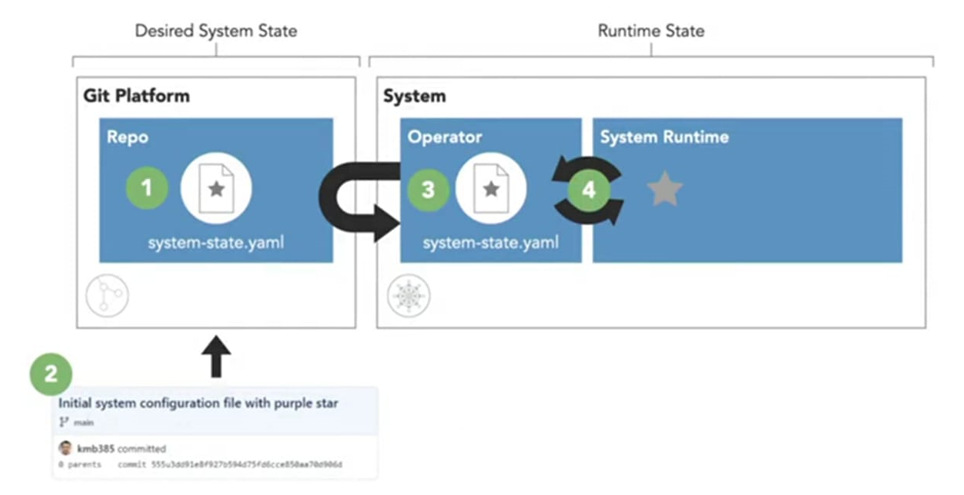 Desired System State
Runtime State
Git Platform
Repo
1
system-state.yaml
System
Operator
3
system-state.yaml
4
System Runtime
2
Initial system configuration file with purple star
main
kmb385 committed
0 parents commit 555u3dd91e8f927b594d75fd6cce850aa70d906d